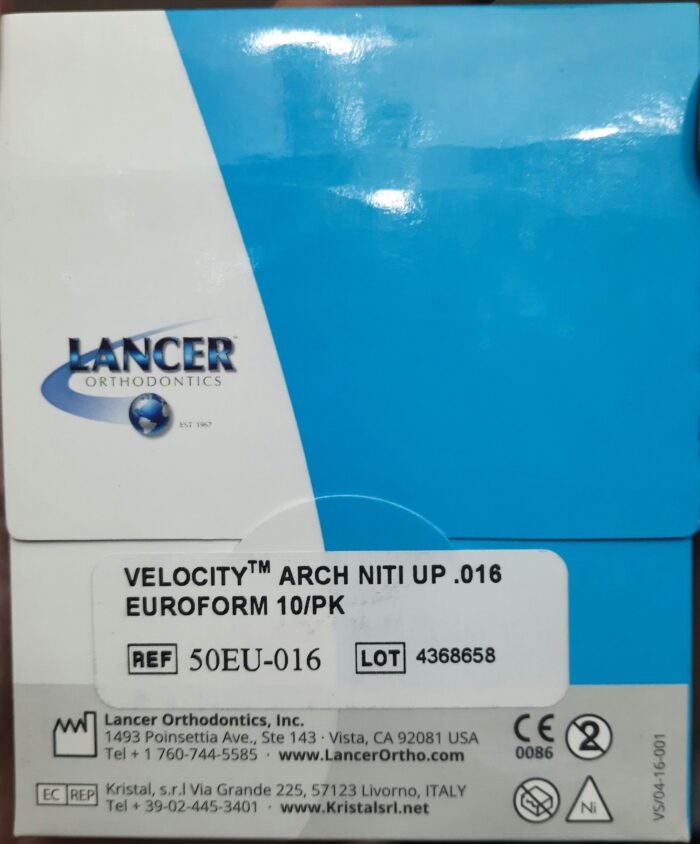 LANCER
ORTHODONTICS
EST 1967
VELOCITY™ ARCH NITI UP .016
EUROFORM 10/PK
REF 50EU-016 LOT 4368658
Lancer Orthodontics, Inc.
1493 Poinsettia Ave., Ste 143 · Vista, CA 92081 USA
Tel + 1 760-744-5585 · www.LancerOrtho.com
CE
0086
2
EC REP
Kristal, s.r.l Via Grande 225, 57123 Livorno, ITALY
Tel + 39-02-445-3401 · www.Kristalsrl.net
Ni
VS/04-16-001